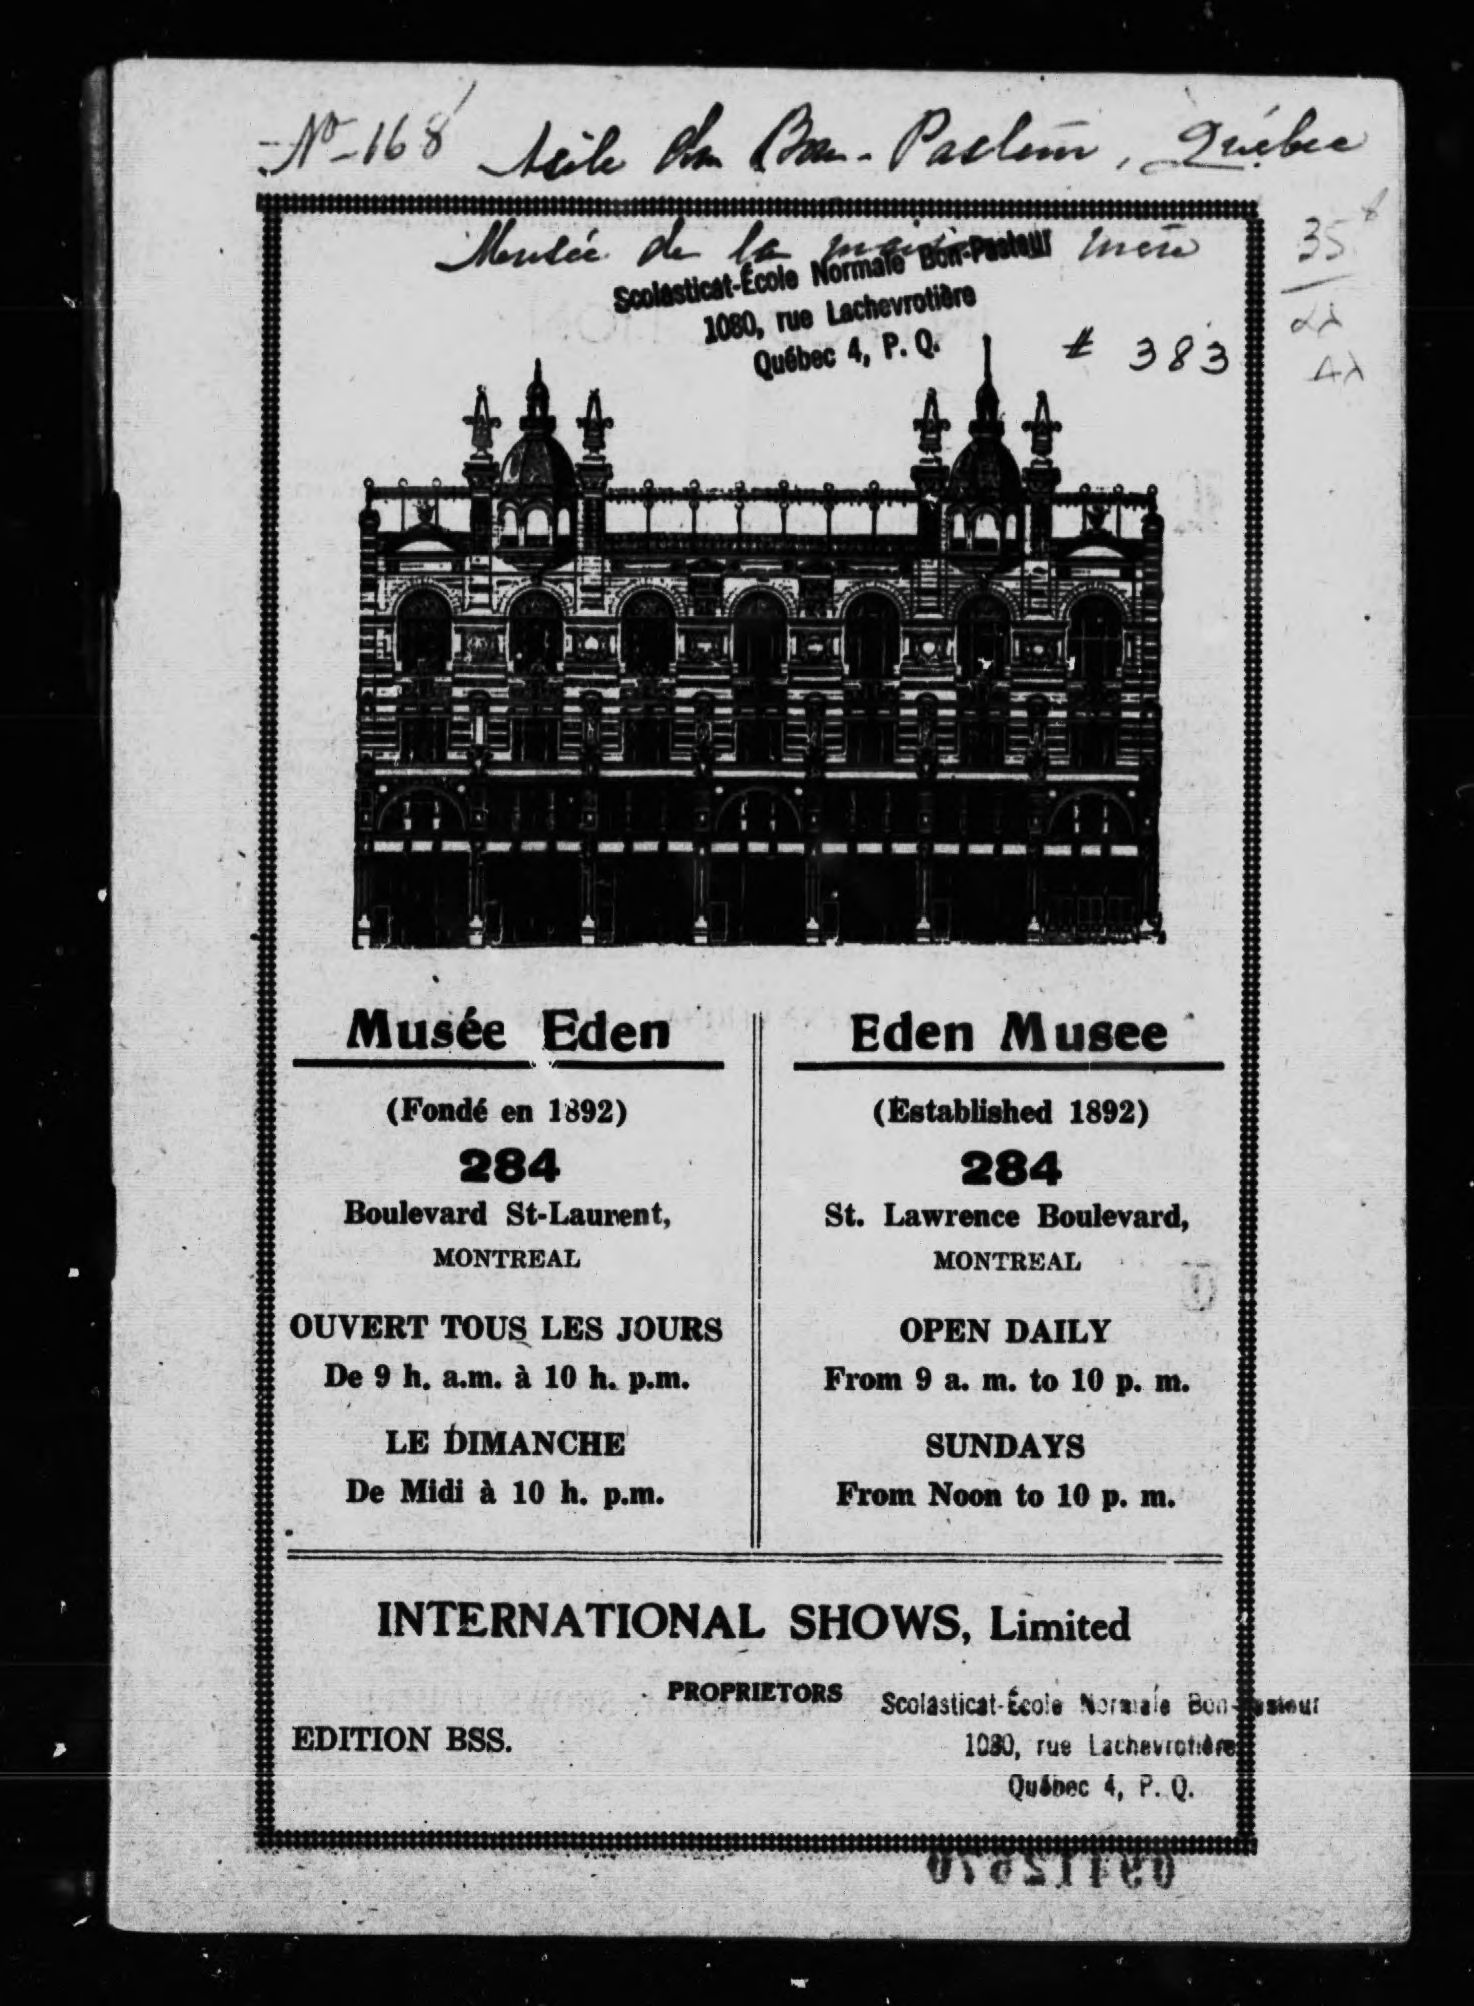 No 168 Asile du Bon-Pasteur, Québec
Musée de la maison mère
35
Scolasticat-École Normale Bon-Pasteur
1080, rue Lachevrotière
Québec 4, P. Q.
# 383
Musée Eden
(Fondé en 1892)
284
Boulevard St-Laurent,
MONTREAL
OUVERT TOUS LES JOURS
De 9 h. a.m. à 10 h. p.m.
LE DIMANCHE
De Midi à 10 h. p.m.
Eden Musee
(Established 1892)
284
St. Lawrence Boulevard,
MONTREAL
OPEN DAILY
From 9 a. m. to 10 p. m.
SUNDAYS
From Noon to 10 p. m.
INTERNATIONAL SHOWS, Limited
PROPRIETORS
EDITION BSS.
Scolasticat-École Normale Bon-Pasteur
1080, rue Lachevrotière
Québec 4, P. Q.